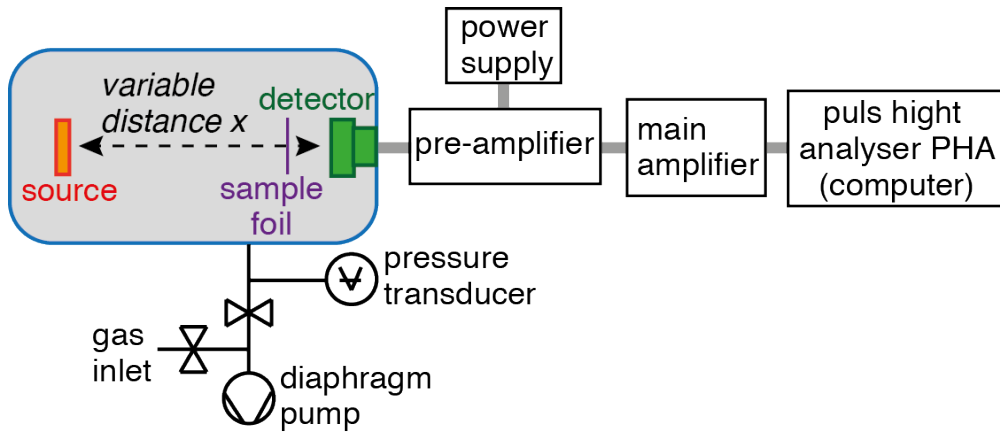 variable
distance x
source
detector
sample
foil
power
supply
pre-amplifier
main
amplifier
puls hight
analyser PHA
(computer)
pressure
transducer
gas
inlet
diaphragm
pump